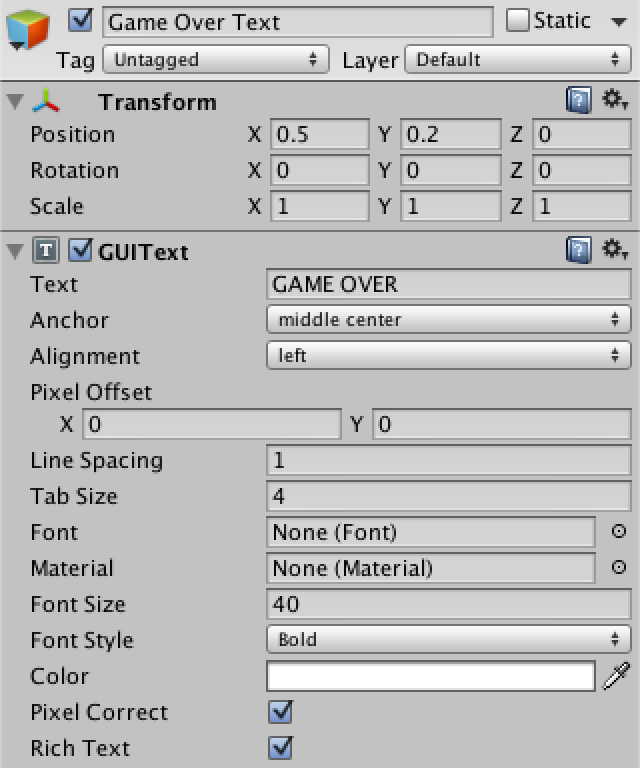 Game Over Text Static
Tag Untagged Layer Default
Transform
Position X 0.5 Y 0.2 Z 0
Rotation X 0 Y 0 Z 0
Scale X 1 Y 1 Z 1
T GUIText
Text GAME OVER
Anchor middle center
Alignment left
Pixel Offset
X 0 Y 0
Line Spacing 1
Tab Size 4
Font None (Font)
Material None (Material)
Font Size 40
Font Style Bold
Color
Pixel Correct
Rich Text